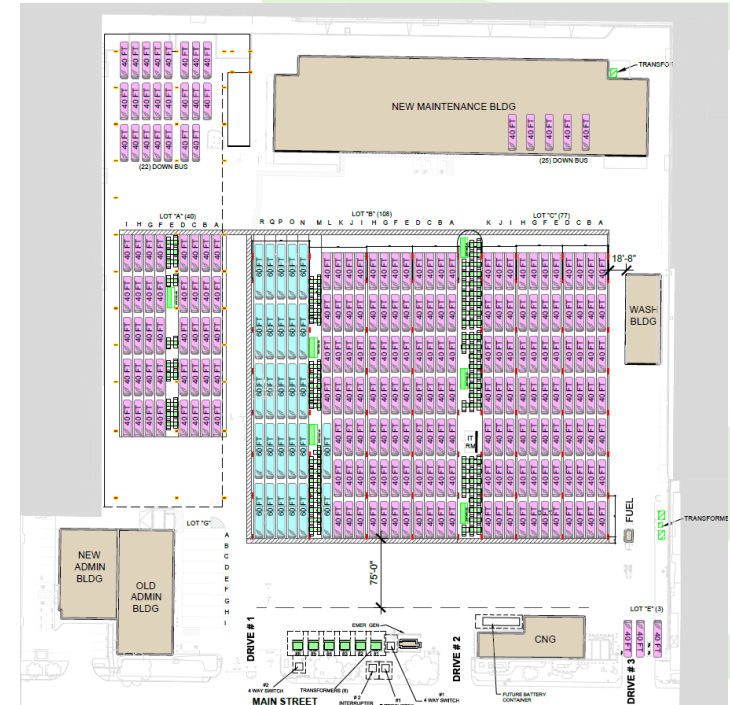 TRANSFO
NEW MAINTENANCE BLDG
(22) DOWN BUS
(25) DOWN BUS
LOT "A" (40)
LOT "B" (108)
LOT "C" (77)
I H G F E D C B A
R Q P O N M L K J I H G F E D C B A
K J I H G F E D C B A
40 FT
60 FT
18'-8"
WASH
BLDG
IT
RM
FUEL
TRANSFORME
LOT "G"
A
B
C
D
E
F
G
H
I
NEW
ADMIN
BLDG
OLD
ADMIN
BLDG
75'-0"
LOT "E" (3)
EMER GEN
DRIVE # 1
DRIVE # 2
DRIVE # 3
CNG
#2
4 WAY SWITCH
TRANSFORMERS (6)
#2
INTERRUPTER
#1
#1
4 WAY SWITCH
FUTURE BATTERY
CONTAINER
MAIN STREET